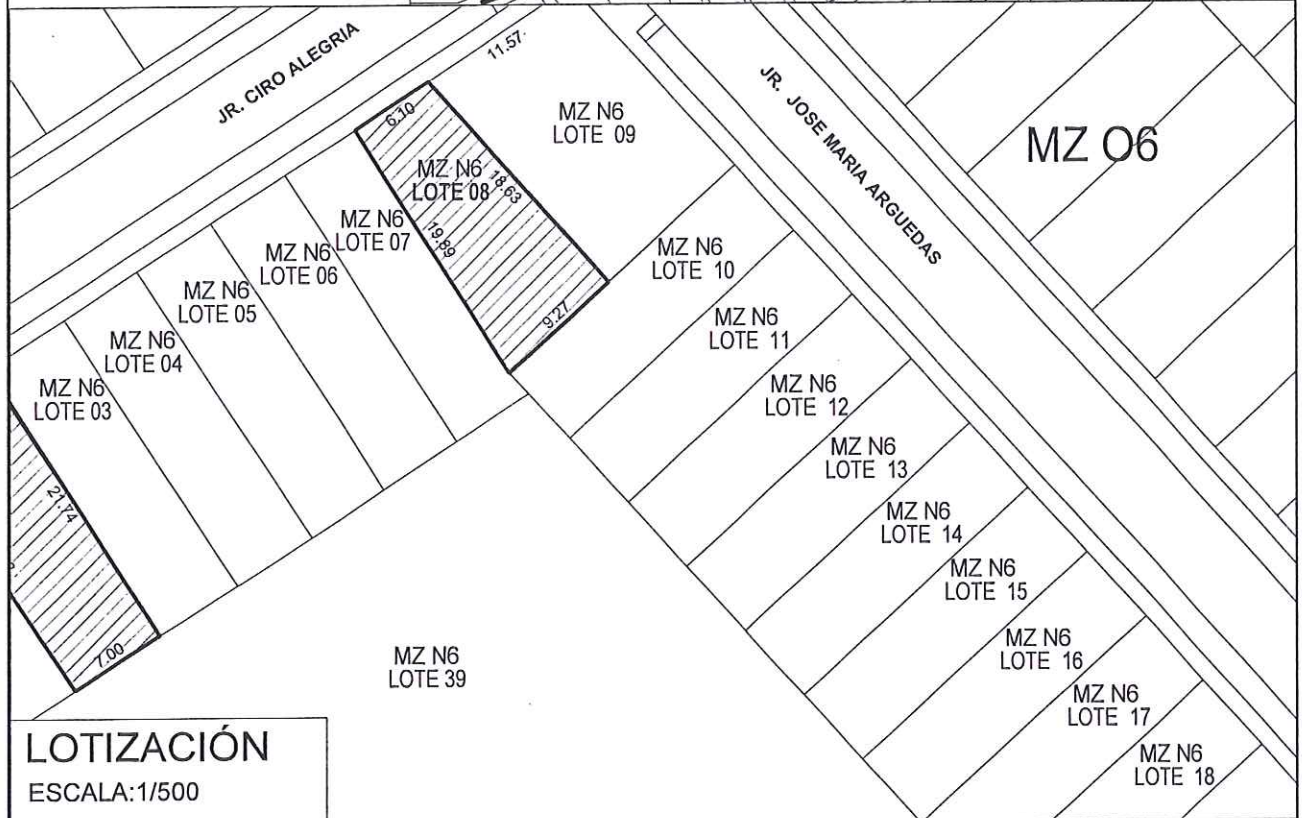 JR. CIRO ALEGRIA
11.57
JR. JOSE MARIA ARGUEDAS
MZ O6
6.10
MZ N6
LOTE 09
MZ N6
LOTE 08
18.63
19.89
9.27
MZ N6
LOTE 07
MZ N6
LOTE 06
MZ N6
LOTE 05
MZ N6
LOTE 04
MZ N6
LOTE 03
21.74
7.00
MZ N6
LOTE 10
MZ N6
LOTE 11
MZ N6
LOTE 12
MZ N6
LOTE 13
MZ N6
LOTE 14
MZ N6
LOTE 15
MZ N6
LOTE 16
MZ N6
LOTE 17
MZ N6
LOTE 18
MZ N6
LOTE 39
LOTIZACIÓN
ESCALA:1/500